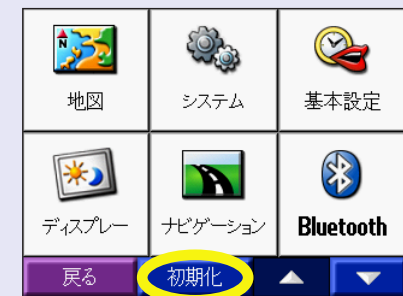 N
地図
システム
基本設定
ディスプレー
ナビゲーション
Bluetooth
戻る
初期化